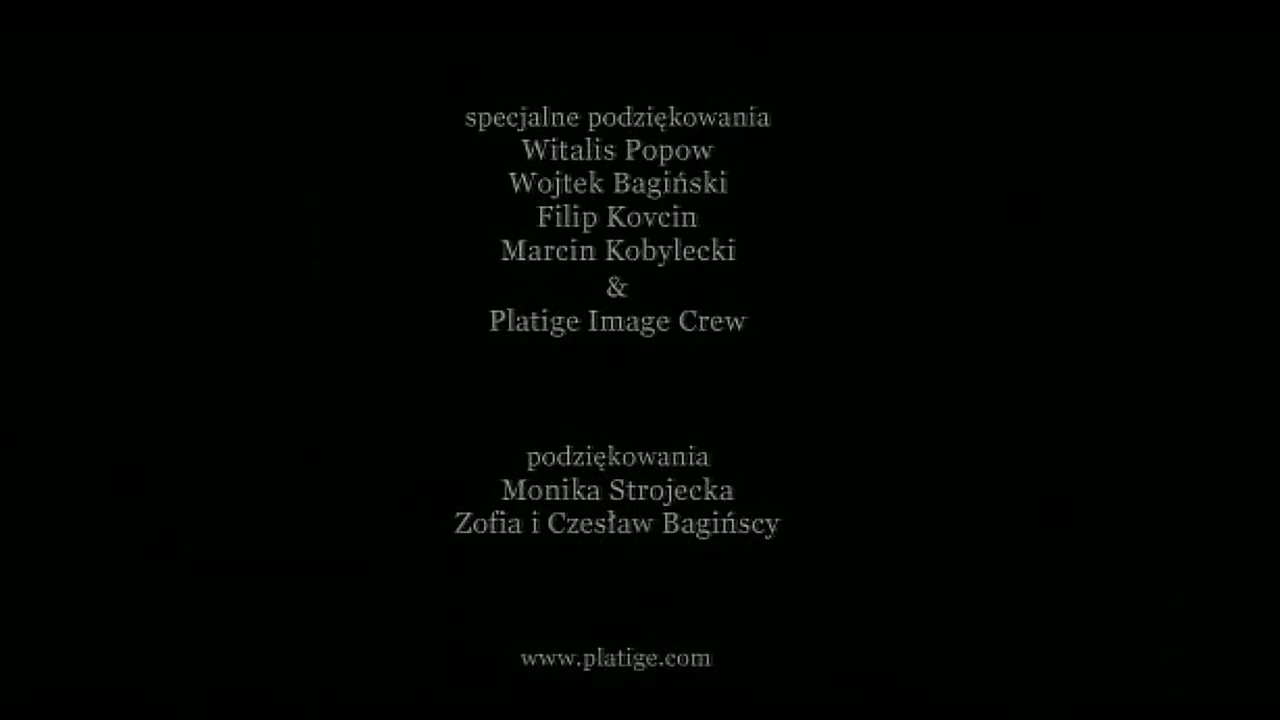 specjalne podziękowania
Witalis Popow
Wojtek Bagiński
Filip Kovcin
Marcin Kobylecki
&
Platige Image Crew
podziękowania
Monika Strojecka
Zofia i Czesław Bagińscy
www.platige.com